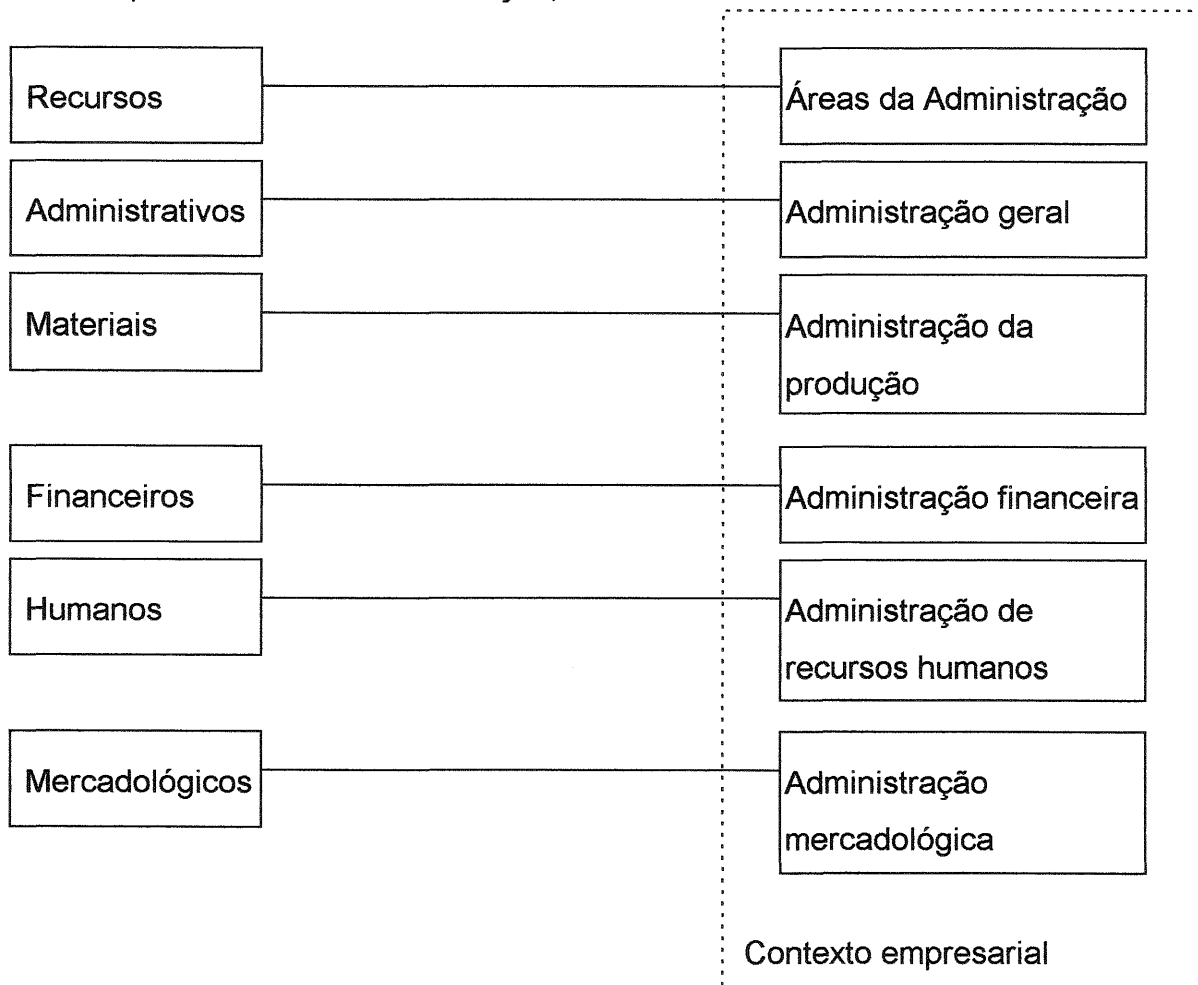 Recursos
Áreas da Administração
Administrativos
Administração geral
Materiais
Administração da
produção
Financeiros
Administração financeira
Humanos
Administração de
recursos humanos
Mercadológicos
Administração
mercadológica
Contexto empresarial